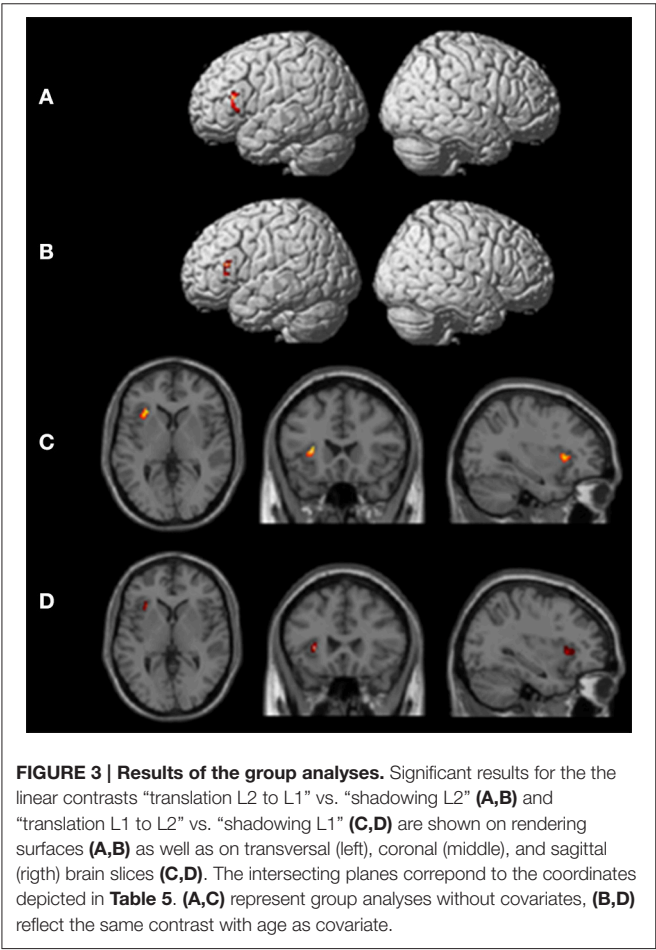 A
B
C
D
FIGURE 3 | Results of the group analyses. Significant results for the the
linear contrasts “translation L2 to L1” vs. “shadowing L2” (A,B) and
“translation L1 to L2” vs. “shadowing L1” (C,D) are shown on rendering
surfaces (A,B) as well as on transversal (left), coronal (middle), and sagittal
(rigth) brain slices (C,D). The intersecting planes correpond to the coordinates
depicted in Table 5. (A,C) represent group analyses without covariates, (B,D)
reflect the same contrast with age as covariate.